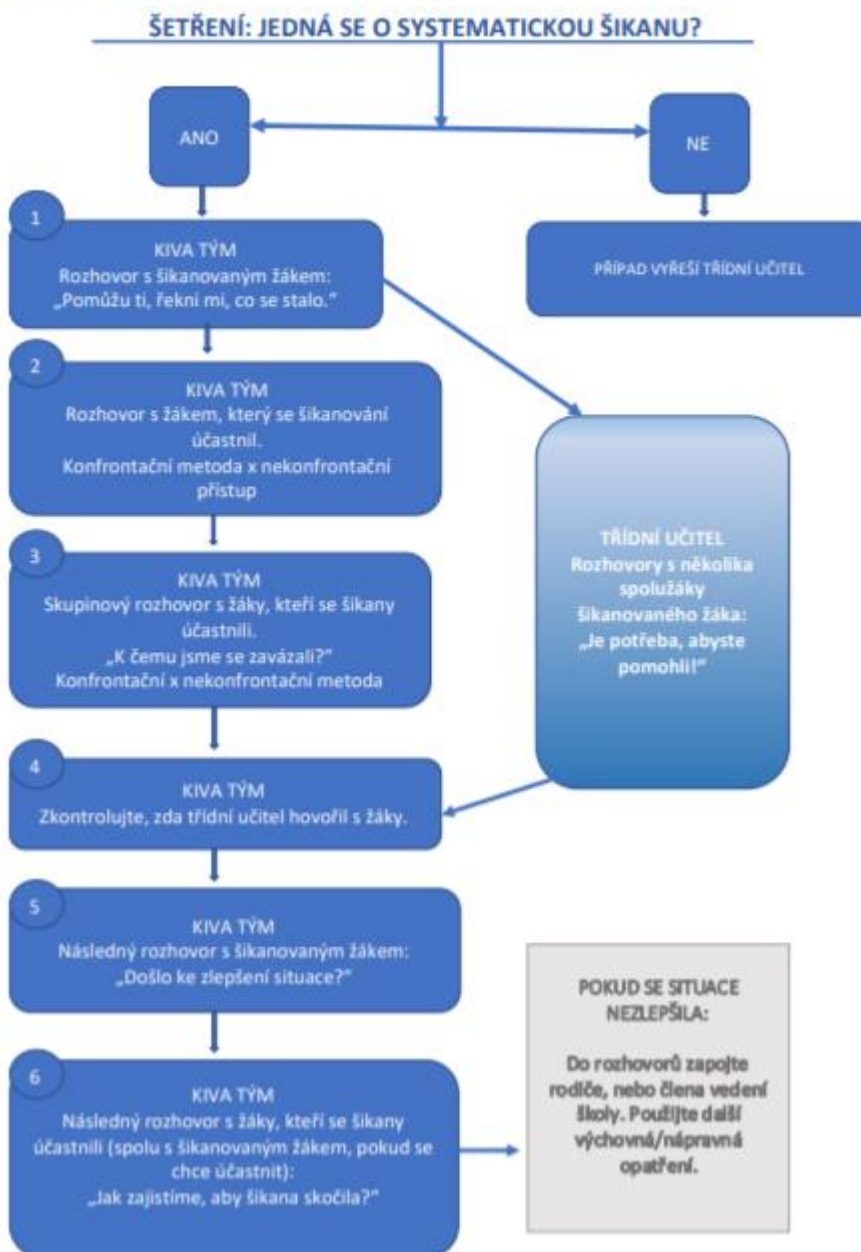 ŠETŘENÍ: JEDNÁ SE O SYSTEMATICKOU ŠIKANU?
ANO
NE
1
KIVA TÝM
Rozhovor s šikanovaným žákem:
„Pomůžu ti, řekni mi, co se stalo.“
PŘÍPAD VYŘEŠÍ TŘÍDNÍ UČITEL
2
KIVA TÝM
Rozhovor s žákem, který se šikanování
účastnil.
Konfrontační metoda x nekonfrontační
přístup
TŘÍDNÍ UČITEL
Rozhovory s několika
spolužáky
šikanovaného žáka:
„Je potřeba, abyste
pomohli!“
3
KIVA TÝM
Skupinový rozhovor s žáky, kteří se šikany
účastnili.
„K čemu jsme se zavázali?“
Konfrontační x nekonfrontační metoda
4
KIVA TÝM
Zkontrolujte, zda třídní učitel hovořil s žáky.
5
KIVA TÝM
Následný rozhovor s šikanovaným žákem:
„Došlo ke zlepšení situace?“
6
KIVA TÝM
Následný rozhovor s žáky, kteří se šikany
účastnili (spolu s šikanovaným žákem, pokud se
chce účastnit):
„Jak zajistíme, aby šikana skočila?“
POKUD SE SITUACE
NEZLEPŠILA:
Do rozhovorů zapojte
rodiče, nebo člena vedení
školy. Použijte další
výchovná/nápravná
opatření.